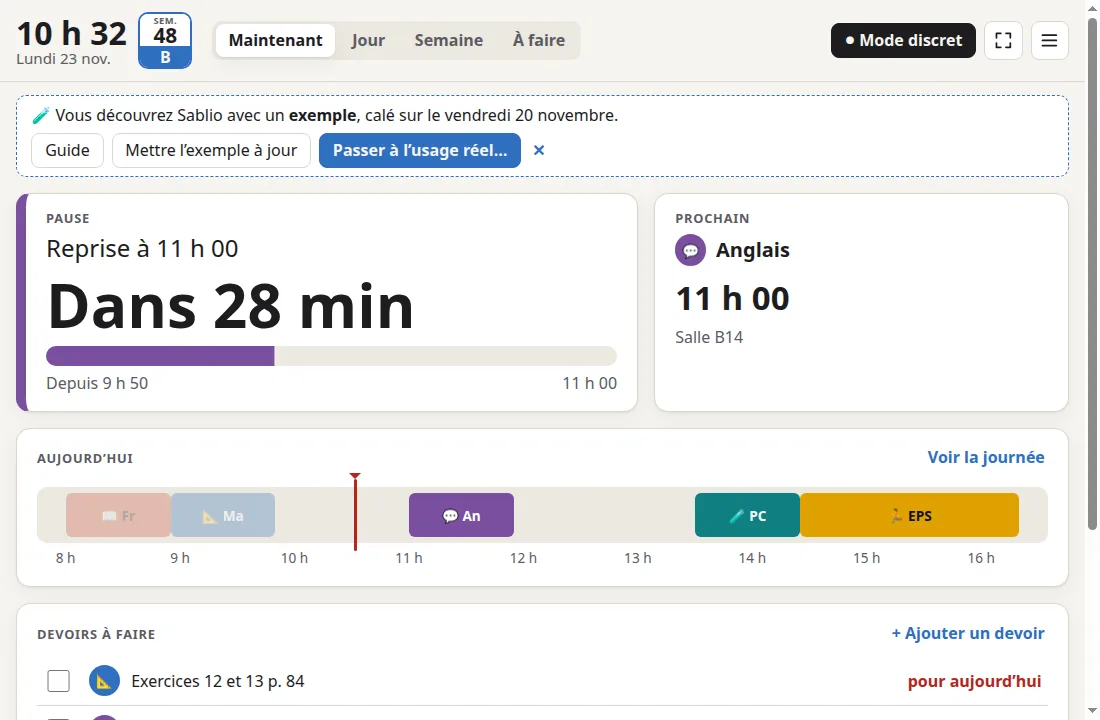 10 h 32
Lundi 23 nov.
SEM.
48
B
Maintenant
Jour
Semaine
À faire
Mode discret
Vous découvrez Sablio avec un exemple, calé sur le vendredi 20 novembre.
Guide
Mettre l’exemple à jour
Passer à l’usage réel…
PAUSE
Reprise à 11 h 00
Dans 28 min
Depuis 9 h 50
11 h 00
PROCHAIN
Anglais
11 h 00
Salle B14
AUJOURD’HUI
Voir la journée
Fr
Ma
An
PC
EPS
8 h
9 h
10 h
11 h
12 h
13 h
14 h
15 h
16 h
DEVOIRS À FAIRE
+ Ajouter un devoir
Exercices 12 et 13 p. 84
pour aujourd’hui